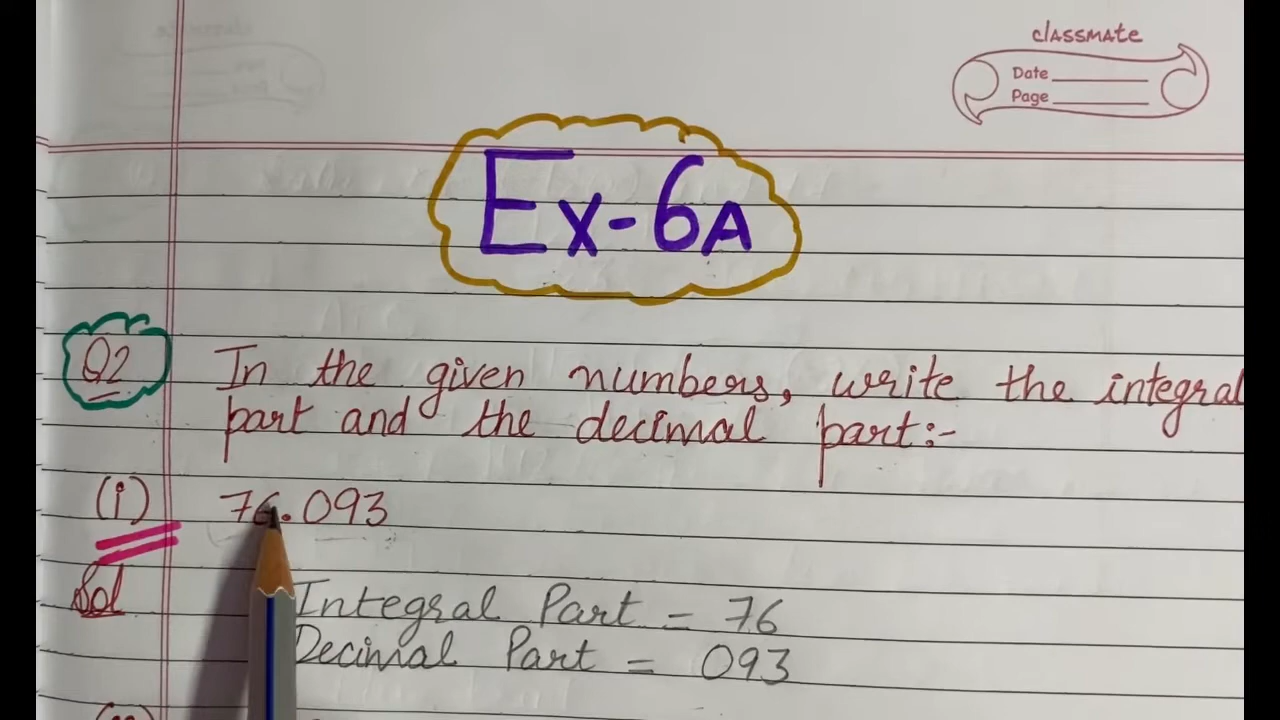 classmate
Date
Page
Ex-6A
Q2 In the given numbers, write the integral
part and the decimal part:-
(i) 76.093
Sol Integral Part = 76
Decimal Part = 093